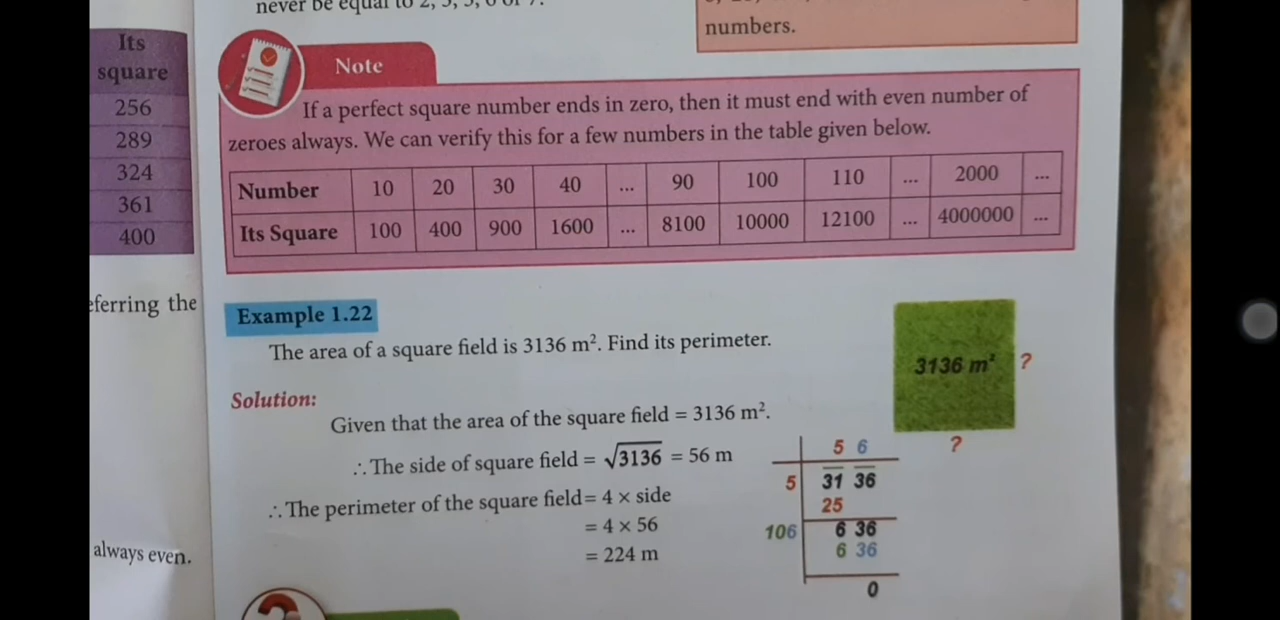 never be equal to 2, 3,
numbers.
Its
square
256
289
324
361
400
eferring the
always even.
Note
If a perfect square number ends in zero, then it must end with even number of
zeroes always. We can verify this for a few numbers in the table given below.
Number 10 20 30 40 ... 90 100 110 ... 2000 ...
Its Square 100 400 900 1600 ... 8100 10000 12100 ... 4000000 ...
Example 1.22
The area of a square field is 3136 m². Find its perimeter.
3136 m² ?
?
Solution:
Given that the area of the square field = 3136 m².
∴ The side of square field = √3136 = 56 m
∴ The perimeter of the square field = 4 × side
= 4 × 56
= 224 m
5 6
5 31 36
25
106 6 36
6 36
0